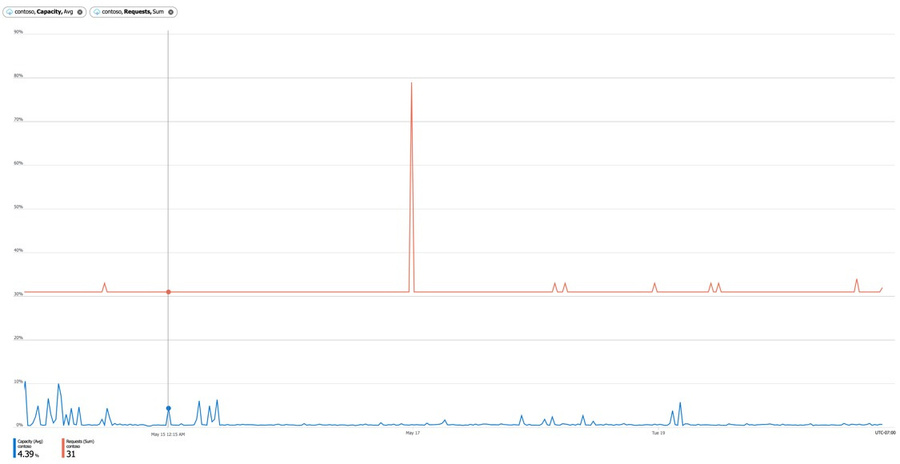 contoso, Capacity, Avg
contoso, Requests, Sum
90%
80%
70%
60%
50%
40%
30%
20%
10%
0%
May 15 12:15 AM
May 17
Tue 19
UTC-07:00
Capacity (Avg)
contoso
4.39 %
Requests (Sum)
contoso
31